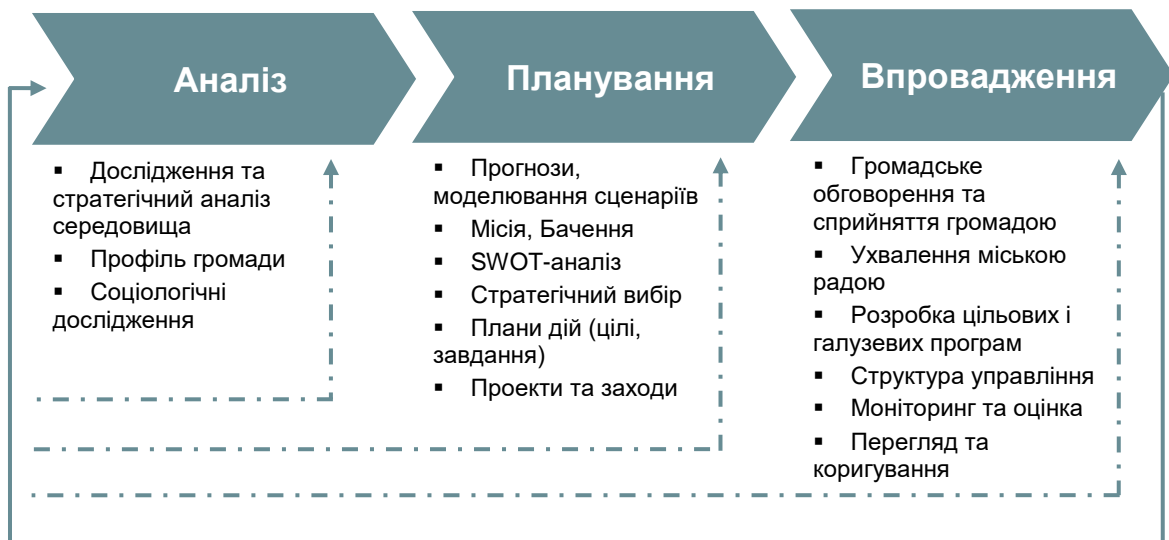 Аналіз
▪ Дослідження та
стратегічний аналіз
середовища
▪ Профіль громади
▪ Соціологічні
дослідження
Планування
▪ Прогнози,
моделювання сценаріїв
▪ Місія, Бачення
▪ SWOT-аналіз
▪ Стратегічний вибір
▪ Плани дій (цілі,
завдання)
▪ Проекти та заходи
Впровадження
▪ Громадське
обговорення та
сприйняття громадою
▪ Ухвалення міською
радою
▪ Розробка цільових і
галузевих програм
▪ Структура управління
▪ Моніторинг та оцінка
▪ Перегляд та
коригування